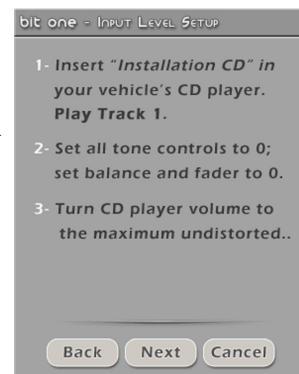 bit one - Input Level Setup
1- Insert "Installation CD" in
your vehicle's CD player.
Play Track 1.
2- Set all tone controls to 0;
set balance and fader to 0.
3- Turn CD player volume to
the maximum undistorted..
Back Next Cancel